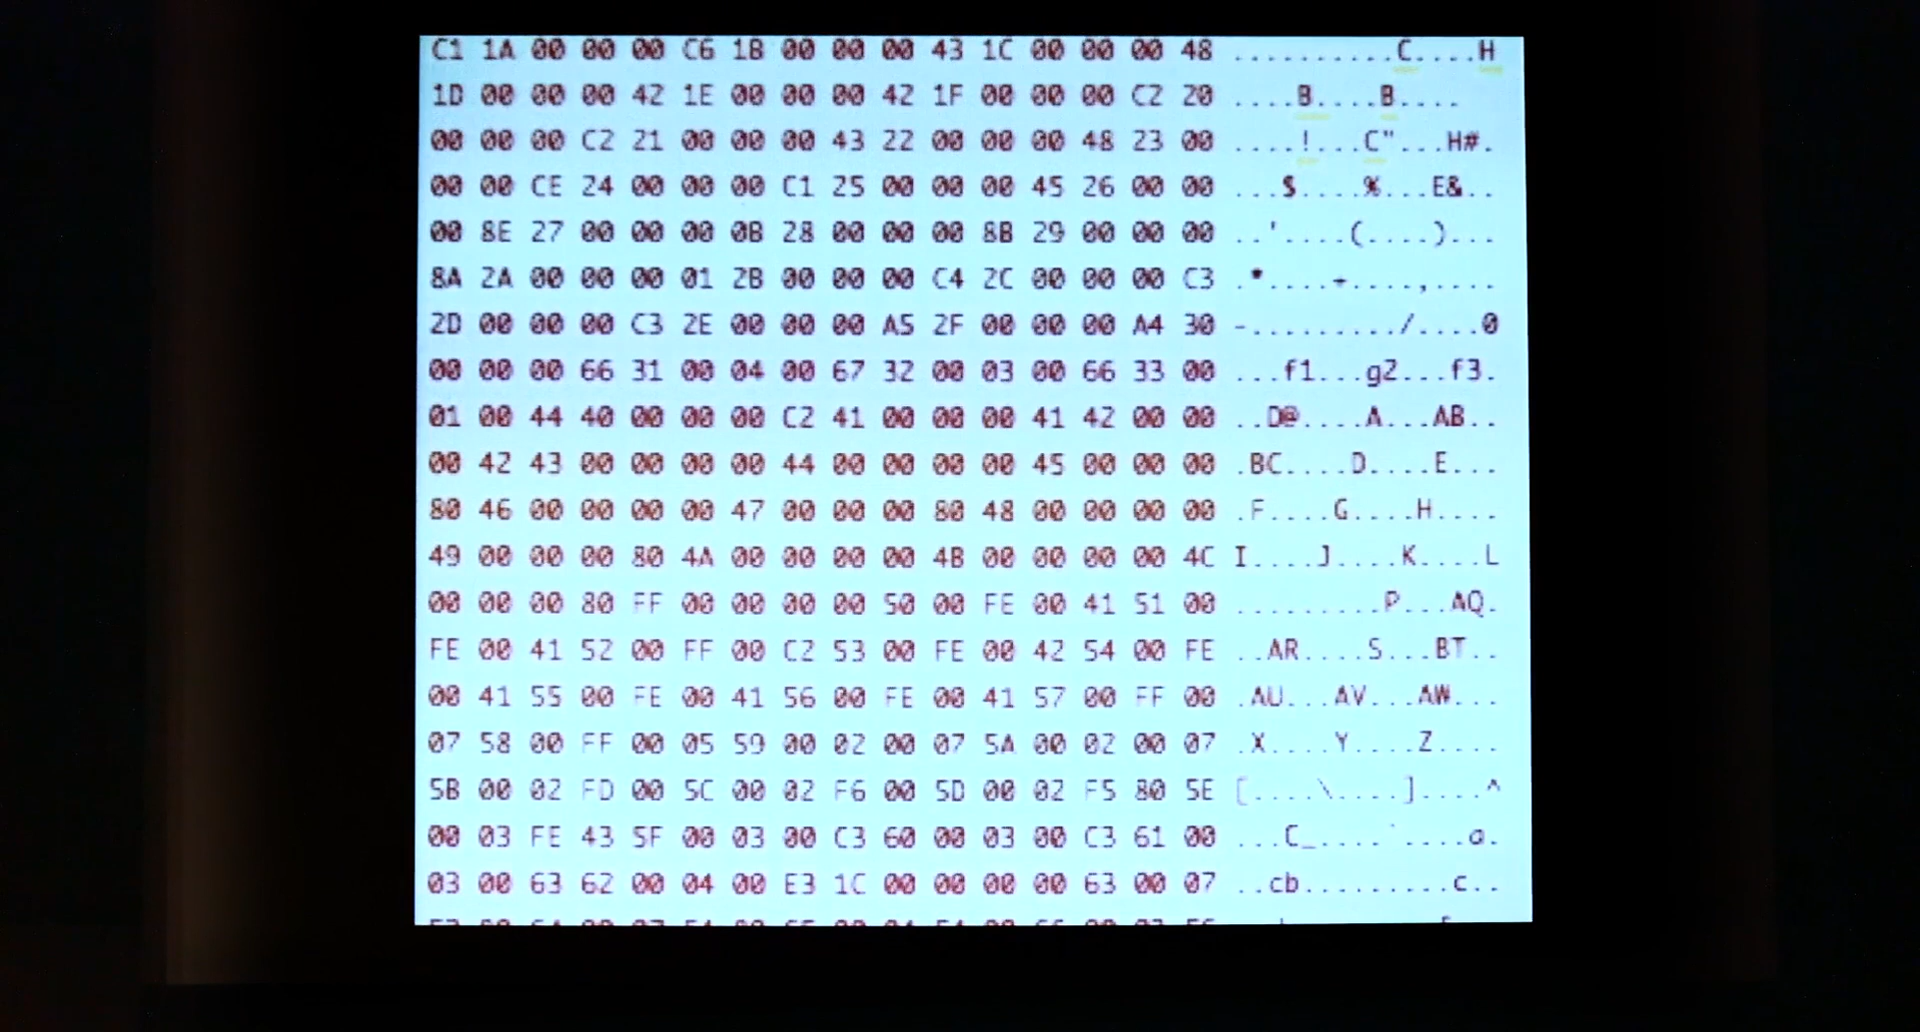 C1 1A 00 00 00 C6 1B 00 00 00 43 1C 00 00 00 48 ..........C....H
1D 00 00 00 42 1E 00 00 00 42 1F 00 00 00 C2 20 ....B....B....
00 00 00 C2 21 00 00 00 43 22 00 00 00 48 23 00 ....!...C"...H#.
00 00 CE 24 00 00 00 C1 25 00 00 00 45 26 00 00 ...$....%...E&..
00 8E 27 00 00 00 0B 28 00 00 00 8B 29 00 00 00 ..'....(....)...
8A 2A 00 00 00 01 2B 00 00 00 C4 2C 00 00 00 C3 .*....+....,....
2D 00 00 00 C3 2E 00 00 00 A5 2F 00 00 00 A4 30 -........./....0
00 00 00 66 31 00 04 00 67 32 00 03 00 66 33 00 ...f1...g2...f3.
01 00 44 40 00 00 00 C2 41 00 00 00 41 42 00 00 ..D@....A...AB..
00 42 43 00 00 00 00 44 00 00 00 00 45 00 00 00 .BC....D....E...
80 46 00 00 00 00 47 00 00 00 80 48 00 00 00 00 .F....G....H....
49 00 00 00 80 4A 00 00 00 00 4B 00 00 00 00 4C I....J....K....L
00 00 00 80 FF 00 00 00 00 50 00 FE 00 41 51 00 .........P...AQ.
FE 00 41 52 00 FF 00 C2 53 00 FE 00 42 54 00 FE ..AR....S...BT..
00 41 55 00 FE 00 41 56 00 FE 00 41 57 00 FF 00 .AU...AV...AW...
07 58 00 FF 00 05 59 00 02 00 07 5A 00 02 00 07 .X....Y....Z....
5B 00 02 FD 00 5C 00 02 F6 00 5D 00 02 F5 80 5E [....\....]....^
00 03 FE 43 5F 00 03 00 C3 60 00 03 00 C3 61 00 ...C_....`....a.
03 00 63 62 00 04 00 E3 1C 00 00 00 00 63 00 07 ..cb.........c..